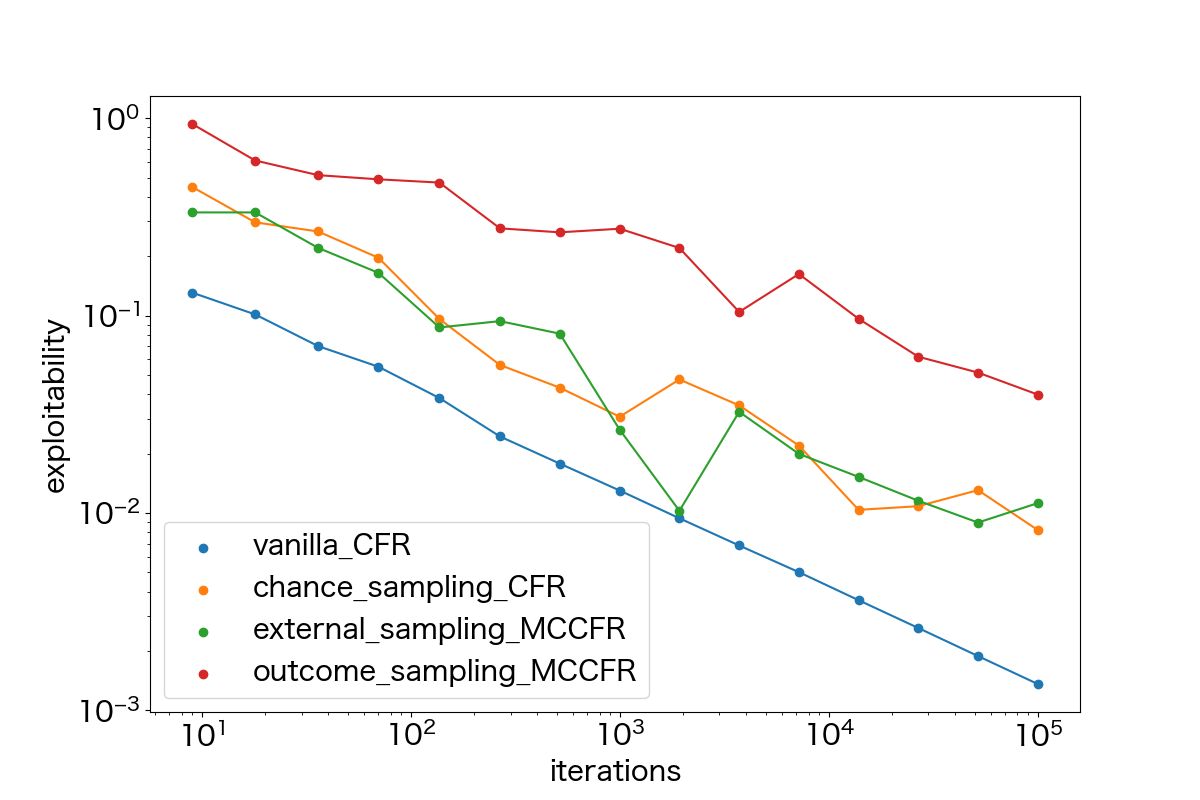 10⁰
10⁻¹
10⁻²
10⁻³
exploitability
vanilla_CFR
chance_sampling_CFR
external_sampling_MCCFR
outcome_sampling_MCCFR
10¹ 10² 10³ 10⁴ 10⁵
iterations